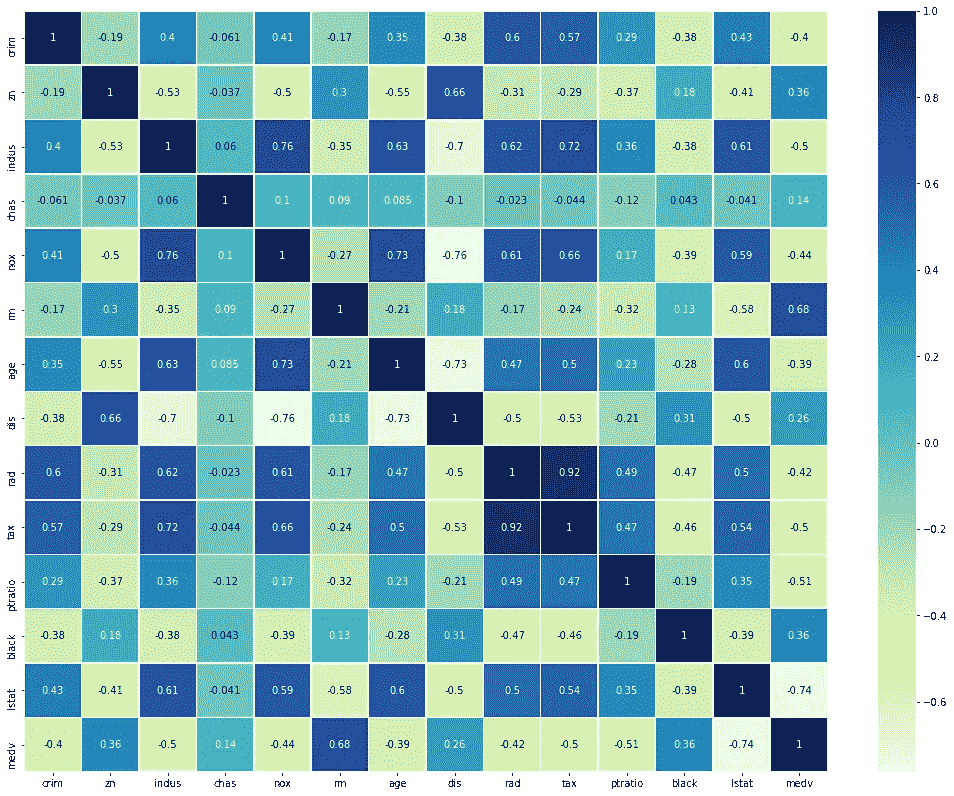 crim 1 -0.19 0.4 -0.061 0.41 -0.17 0.35 -0.38 0.6 0.57 0.29 -0.38 0.43 -0.4
zn -0.19 1 -0.53 -0.037 -0.5 0.3 -0.55 0.66 -0.31 -0.29 -0.37 0.18 -0.41 0.36
indus 0.4 -0.53 1 0.06 0.76 -0.35 0.63 -0.7 0.62 0.72 0.36 -0.38 0.61 -0.5
chas -0.061 -0.037 0.06 1 0.1 0.09 0.085 -0.1 -0.023 -0.044 -0.12 0.043 -0.041 0.14
nox 0.41 -0.5 0.76 0.1 1 -0.27 0.73 -0.76 0.61 0.66 0.17 -0.39 0.59 -0.44
rm -0.17 0.3 -0.35 0.09 -0.27 1 -0.21 0.18 -0.17 -0.24 -0.32 0.13 -0.58 0.68
age 0.35 -0.55 0.63 0.085 0.73 -0.21 1 -0.73 0.47 0.5 0.23 -0.28 0.6 -0.39
dis -0.38 0.66 -0.7 -0.1 -0.76 0.18 -0.73 1 -0.5 -0.53 -0.21 0.31 -0.5 0.26
rad 0.6 -0.31 0.62 -0.023 0.61 -0.17 0.47 -0.5 1 0.92 0.49 -0.47 0.5 -0.42
tax 0.57 -0.29 0.72 -0.044 0.66 -0.24 0.5 -0.53 0.92 1 0.47 -0.46 0.54 -0.5
ptratio 0.29 -0.37 0.36 -0.12 0.17 -0.32 0.23 -0.21 0.49 0.47 1 -0.19 0.35 -0.51
black -0.38 0.18 -0.38 0.043 -0.39 0.13 -0.28 0.31 -0.47 -0.46 -0.19 1 -0.39 0.36
lstat 0.43 -0.41 0.61 -0.041 0.59 -0.58 0.6 -0.5 0.5 0.54 0.35 -0.39 1 -0.74
medv -0.4 0.36 -0.5 0.14 -0.44 0.68 -0.39 0.26 -0.42 -0.5 -0.51 0.36 -0.74 1
crim zn indus chas nox rm age dis rad tax ptratio black lstat medv
1.0
0.8
0.6
0.4
0.2
0.0
−0.2
−0.4
−0.6